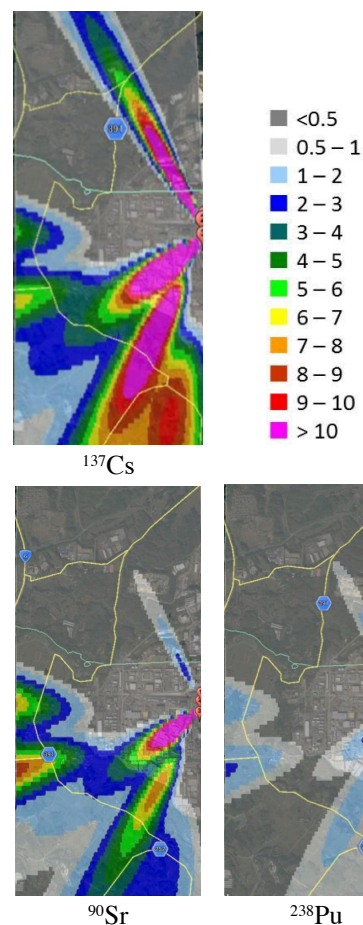 <0.5
0.5 – 1
1 – 2
2 – 3
3 – 4
4 – 5
5 – 6
6 – 7
7 – 8
8 – 9
9 – 10
> 10
¹³⁷Cs
⁹⁰Sr
²³⁸Pu